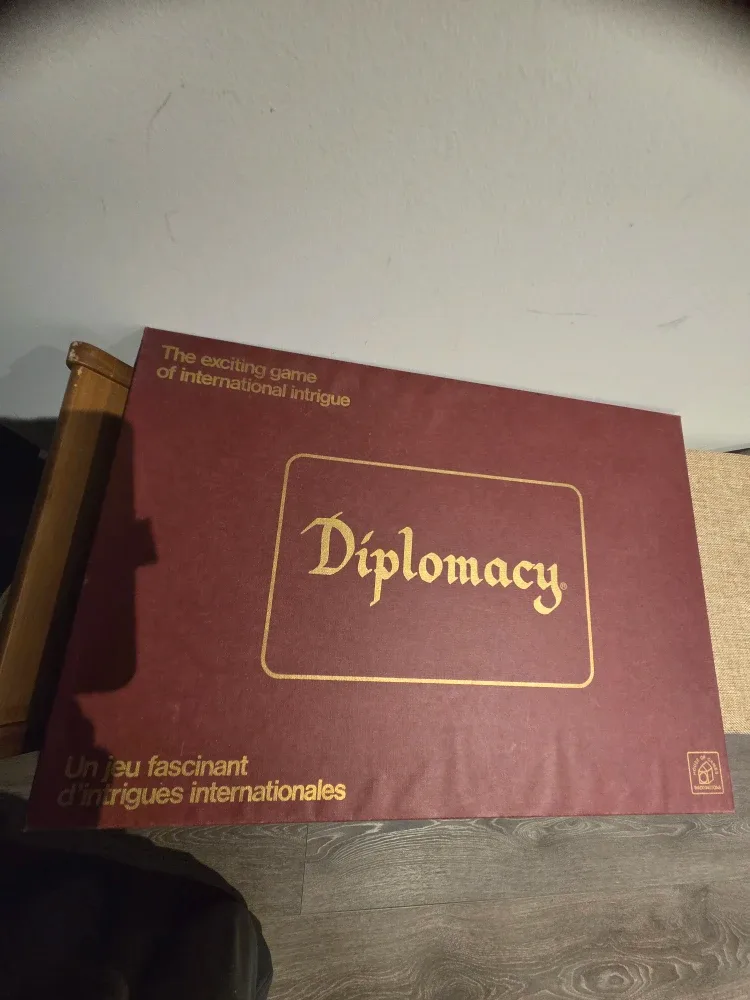 The exciting game
of international intrigue
Diplomacy®
Un jeu fascinant
d'intrigues internationales